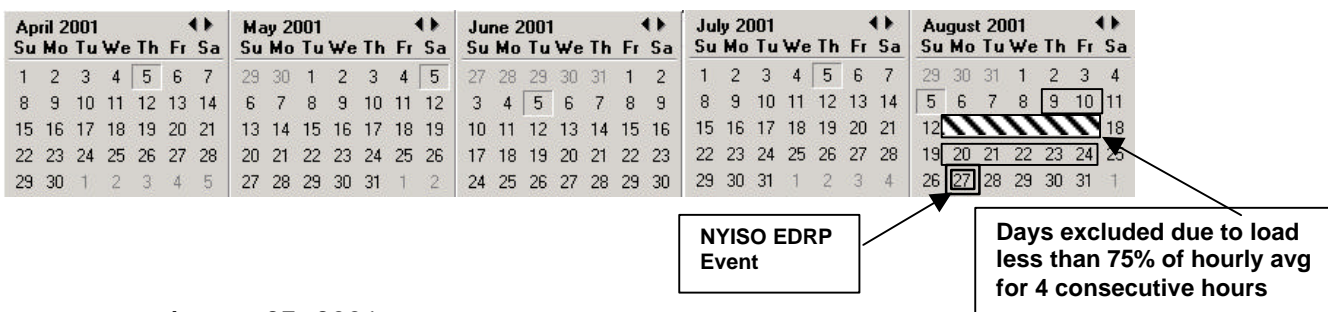 April 2001
Su Mo Tu We Th Fr Sa
1 2 3 4 5 6 7
8 9 10 11 12 13 14
15 16 17 18 19 20 21
22 23 24 25 26 27 28
29 30 1 2 3 4 5
May 2001
Su Mo Tu We Th Fr Sa
29 30 1 2 3 4 5
6 7 8 9 10 11 12
13 14 15 16 17 18 19
20 21 22 23 24 25 26
27 28 29 30 31 1 2
June 2001
Su Mo Tu We Th Fr Sa
27 28 29 30 31 1 2
3 4 5 6 7 8 9
10 11 12 13 14 15 16
17 18 19 20 21 22 23
24 25 26 27 28 29 30
July 2001
Su Mo Tu We Th Fr Sa
1 2 3 4 5 6 7
8 9 10 11 12 13 14
15 16 17 18 19 20 21
22 23 24 25 26 27 28
29 30 31 1 2 3 4
August 2001
Su Mo Tu We Th Fr Sa
29 30 31 1 2 3 4
5 6 7 8 9 10 11
12 18
19 20 21 22 23 24 25
26 27 28 29 30 31 1
NYISO EDRP
Event
Days excluded due to load
less than 75% of hourly avg
for 4 consecutive hours